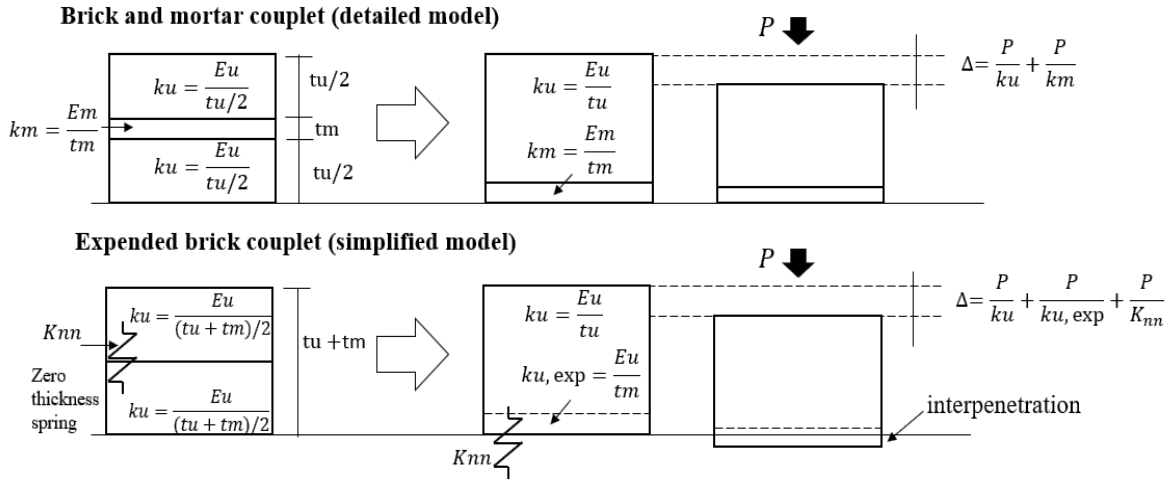 Brick and mortar couplet (detailed model)
P
ku = Eu / tu/2
tu/2
km = Em / tm
tm
ku = Eu / tu/2
tu/2
ku = Eu / tu
km = Em / tm
Δ= P / ku + P / km
Expended brick couplet (simplified model)
P
ku = Eu / (tu + tm)/2
Knn
Zero
thickness
spring
ku = Eu / (tu + tm)/2
tu +tm
ku = Eu / tu
ku, exp = Eu / tm
Knn
Δ= P / ku + P / ku, exp + P / Knn
interpenetration